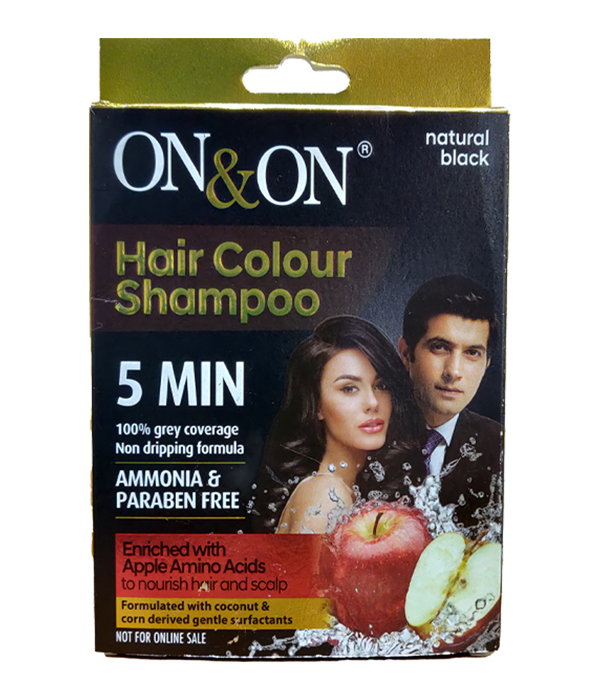 ON&ON®
natural
black
Hair Colour
Shampoo
5 MIN
100% grey coverage
Non dripping formula
AMMONIA &
PARABEN FREE
Enriched with
Apple Amino Acids
to nourish hair and scalp
Formulated with coconut &
corn derived gentle surfactants
NOT FOR ONLINE SALE